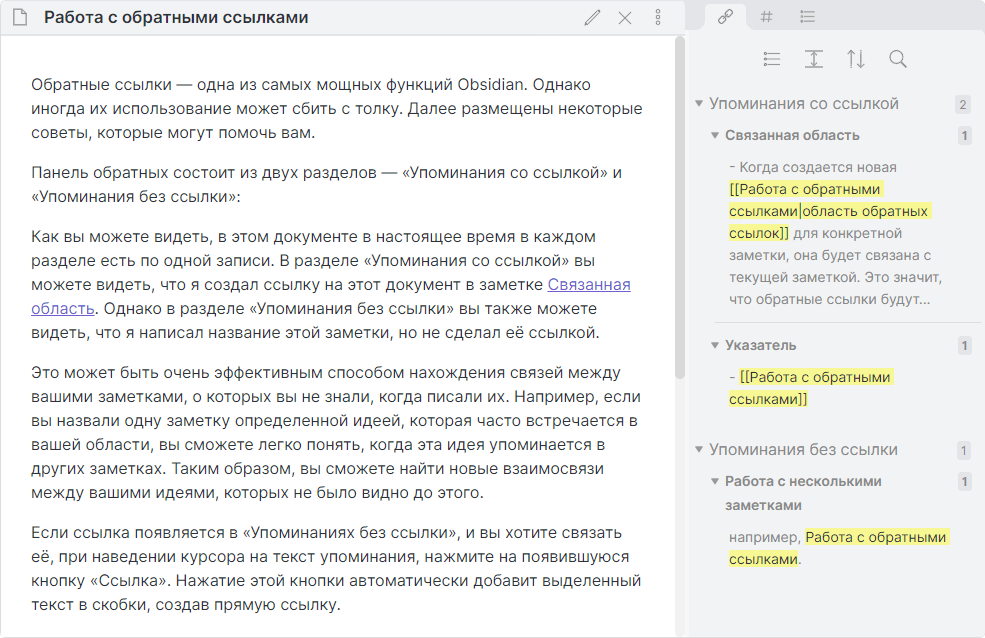 Работа с обратными ссылками
Обратные ссылки — одна из самых мощных функций Obsidian. Однако
иногда их использование может сбить с толку. Далее размещены некоторые
советы, которые могут помочь вам.
Панель обратных состоит из двух разделов — «Упоминания со ссылкой» и
«Упоминания без ссылки»:
Как вы можете видеть, в этом документе в настоящее время в каждом
разделе есть по одной записи. В разделе «Упоминания со ссылкой» вы
можете видеть, что я создал ссылку на этот документ в заметке Связанная
область. Однако в разделе «Упоминания без ссылки» вы также можете
видеть, что я написал название этой заметки, но не сделал её ссылкой.
Это может быть очень эффективным способом нахождения связей между
вашими заметками, о которых вы не знали, когда писали их. Например, если
вы назвали одну заметку определенной идеей, которая часто встречается в
вашей области, вы сможете легко понять, когда эта идея упоминается в
других заметках. Таким образом, вы сможете найти новые взаимосвязи
между вашими идеями, которых не было видно до этого.
Если ссылка появляется в «Упоминаниях без ссылки», и вы хотите связать
её, при наведении курсора на текст упоминания, нажмите на появившуюся
кнопку «Ссылка». Нажатие этой кнопки автоматически добавит выделенный
текст в скобки, создав прямую ссылку.
Упоминания со ссылкой 2
Связанная область 1
- Когда создается новая
[[Работа с обратными
ссылками|область обратных
ссылок]] для конкретной
заметки, она будет связана с
текущей заметкой. Это значит,
что обратные ссылки будут...
Указатель 1
- [[Работа с обратными
ссылками]]
Упоминания без ссылки 1
Работа с несколькими 1
заметками
например, Работа с обратными
ссылками.